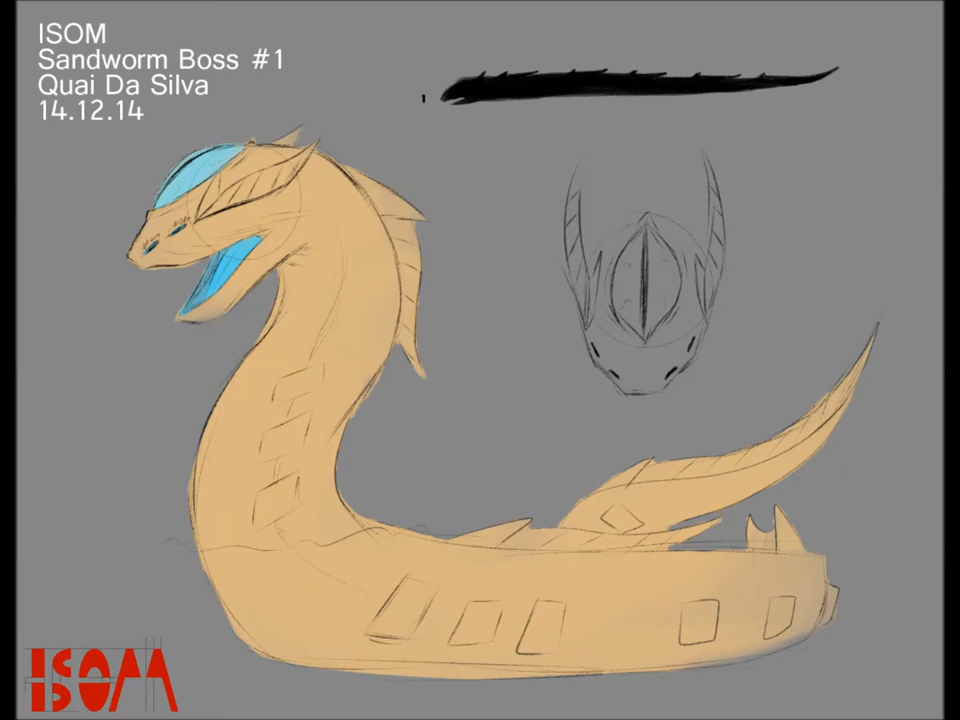 ISOM
Sandworm Boss #1
Quai Da Silva
14.12.14
ISOM